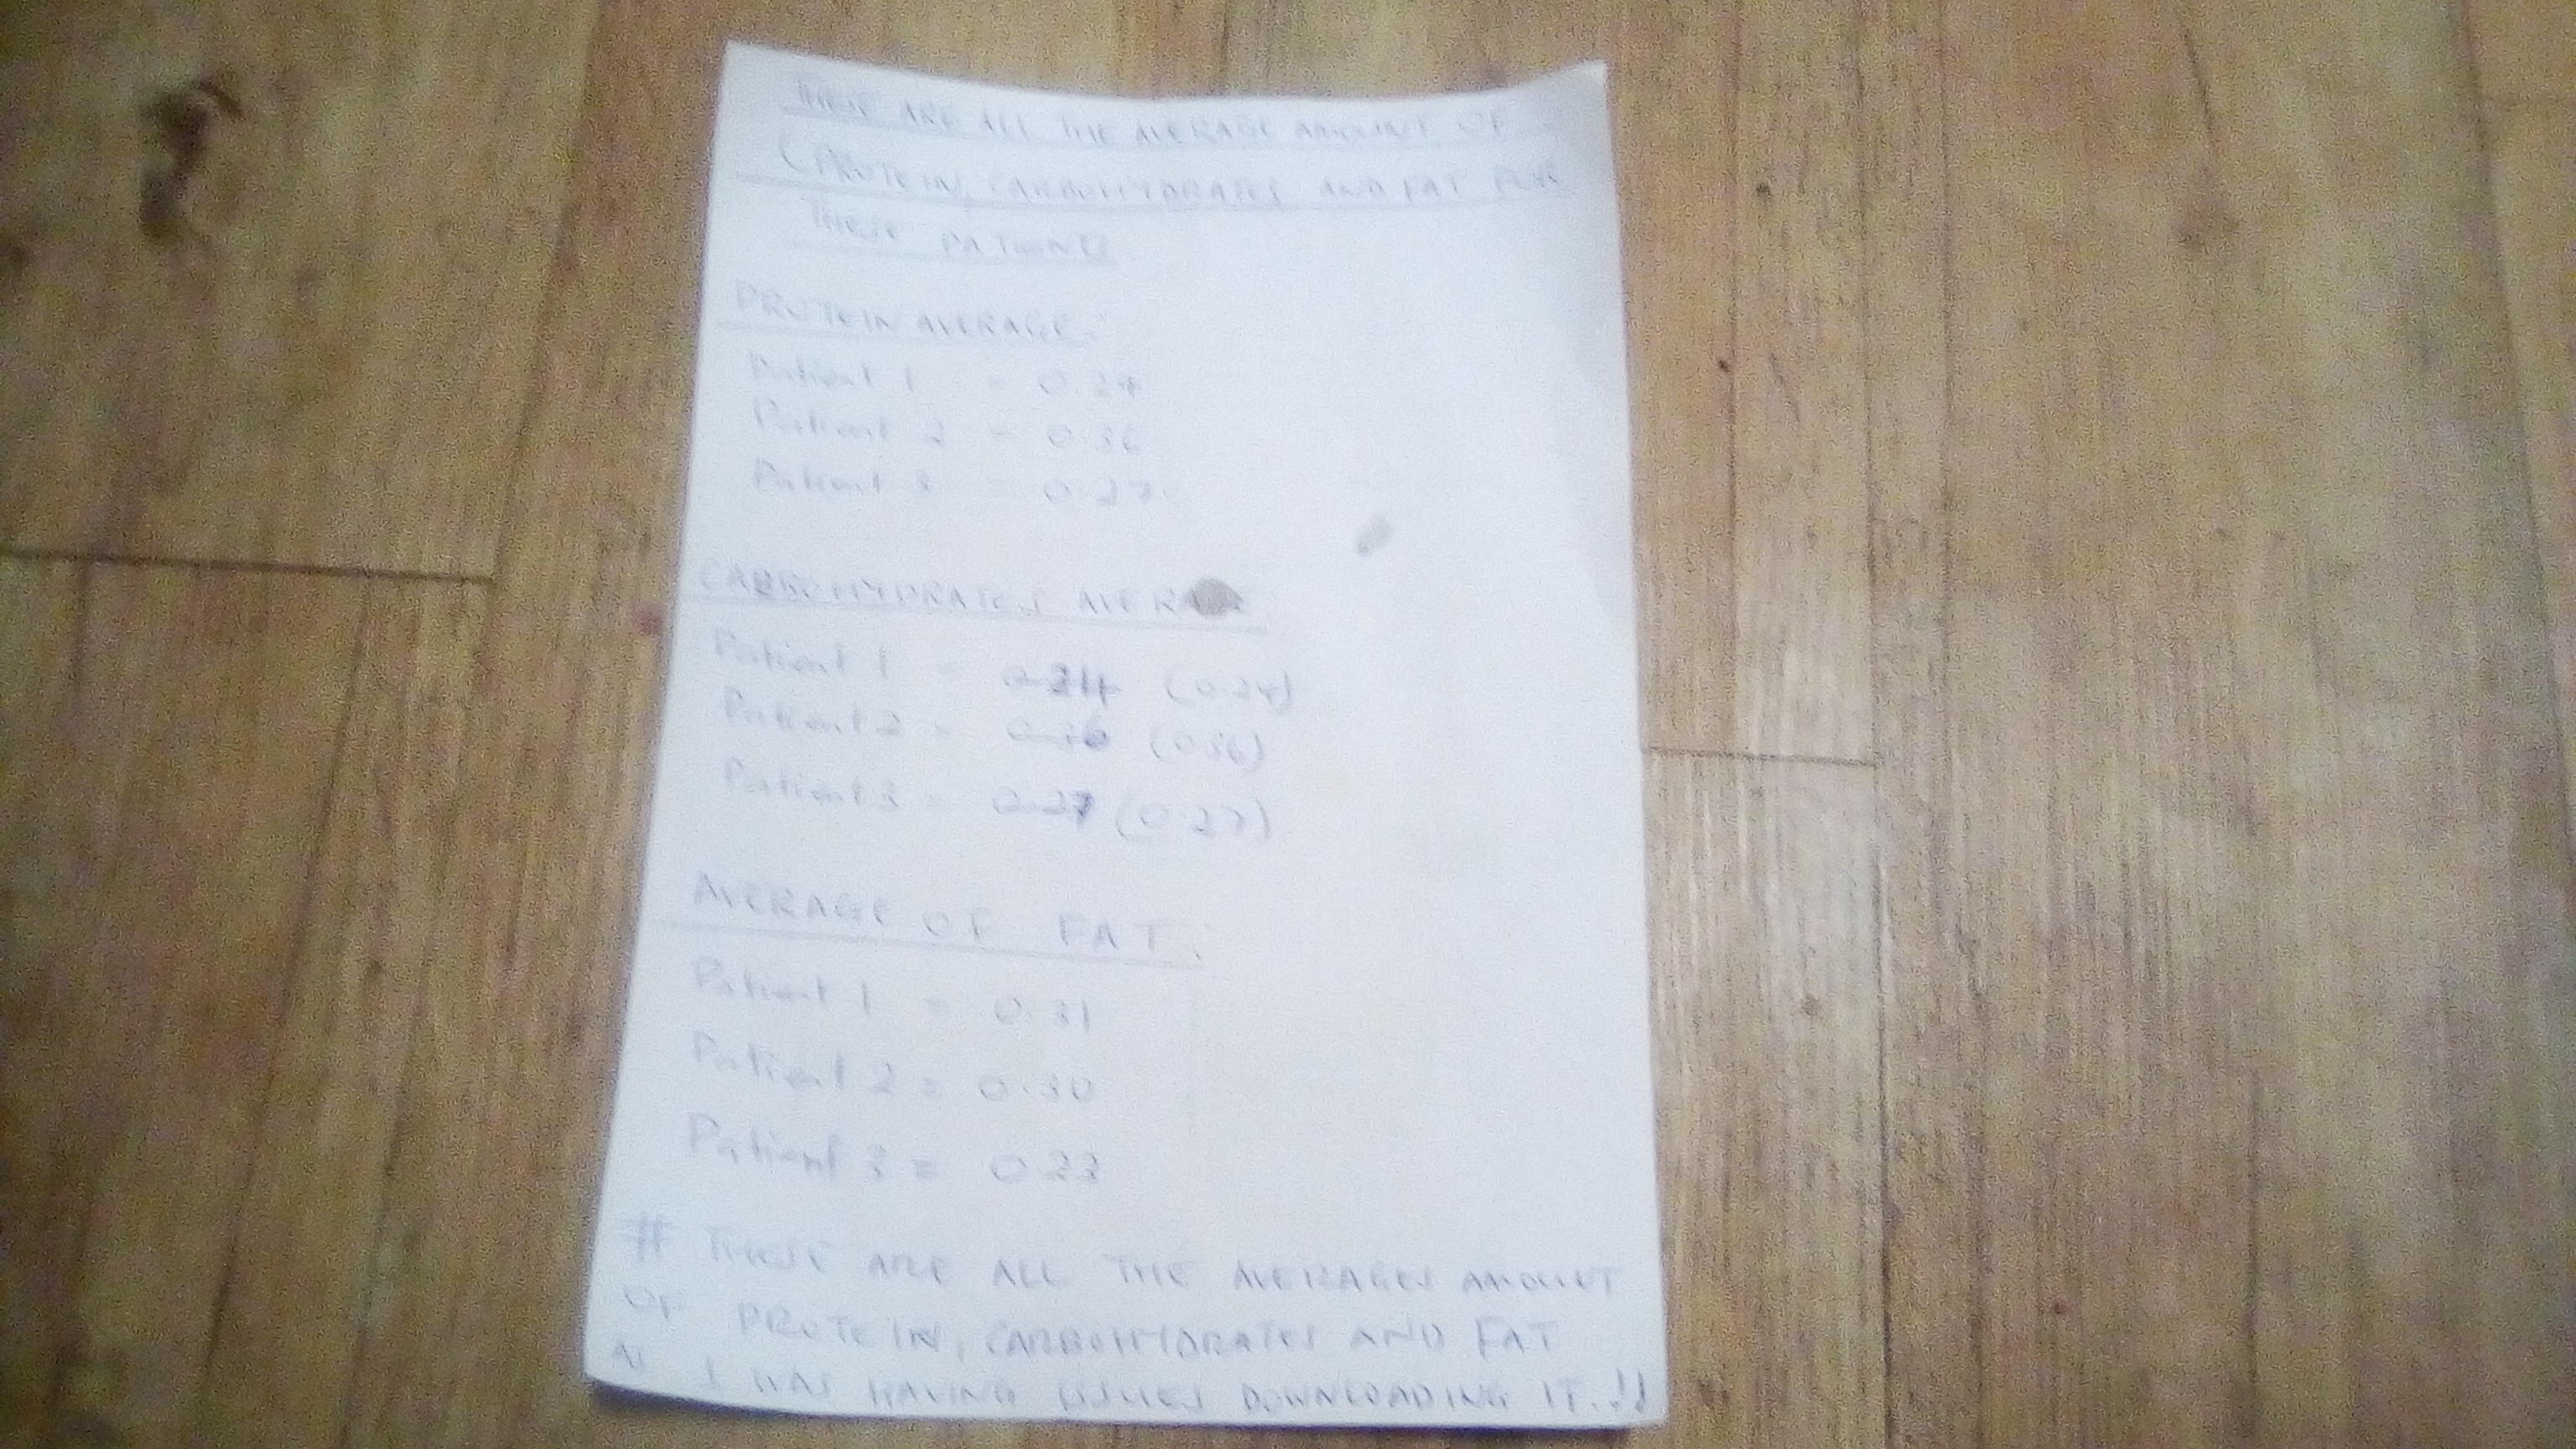 THESE ARE ALL THE AVERAGE AMOUNT OF
(PROTEIN, CARBOHYDRATES AND FAT FOR
THESE PATIENTS
PROTEIN AVERAGE:
Patient 1 = 0.24
Patient 2 = 0.36
Patient 3 = 0.27
CARBOHYDRATES AVERAGE
Patient 1 = 0.24 (0.24)
Patient 2 = 0.36 (0.36)
Patient 3 = 0.27 (0.27)
AVERAGE OF FAT:
Patient 1 = 0.31
Patient 2 = 0.30
Patient 3 = 0.23
# THESE ARE ALL THE AVERAGES AMOUNT
OF PROTEIN, CARBOHYDRATES AND FAT
AS I WAS HAVING ISSUES DOWNLOADING IT.!!